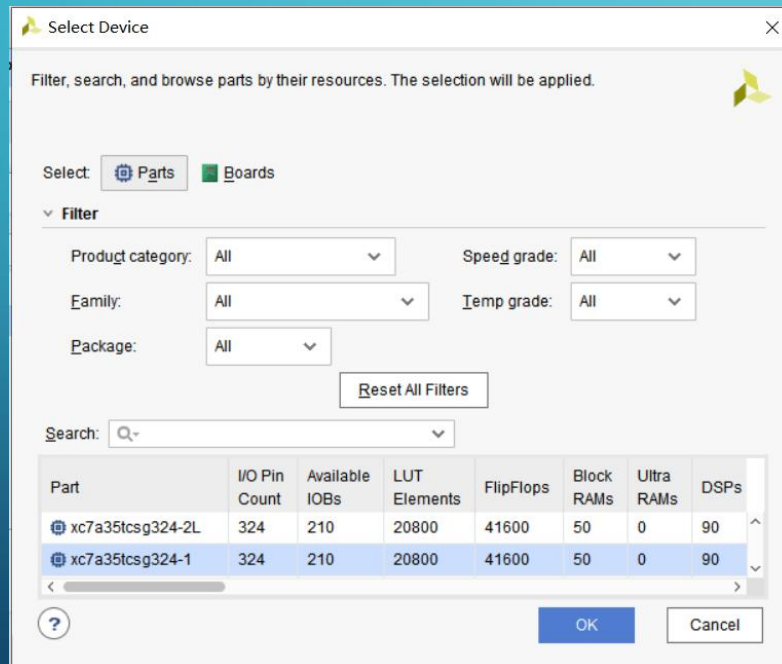 Select Device
Filter, search, and browse parts by their resources. The selection will be applied.
Select: Parts Boards
Filter
Product category: All Speed grade: All
Family: All Temp grade: All
Package: All
Reset All Filters
Search:
Part I/O Pin Count Available IOBs LUT Elements FlipFlops Block RAMs Ultra RAMs DSPs
xc7a35tcsg324-2L 324 210 20800 41600 50 0 90
xc7a35tcsg324-1 324 210 20800 41600 50 0 90
? OK Cancel